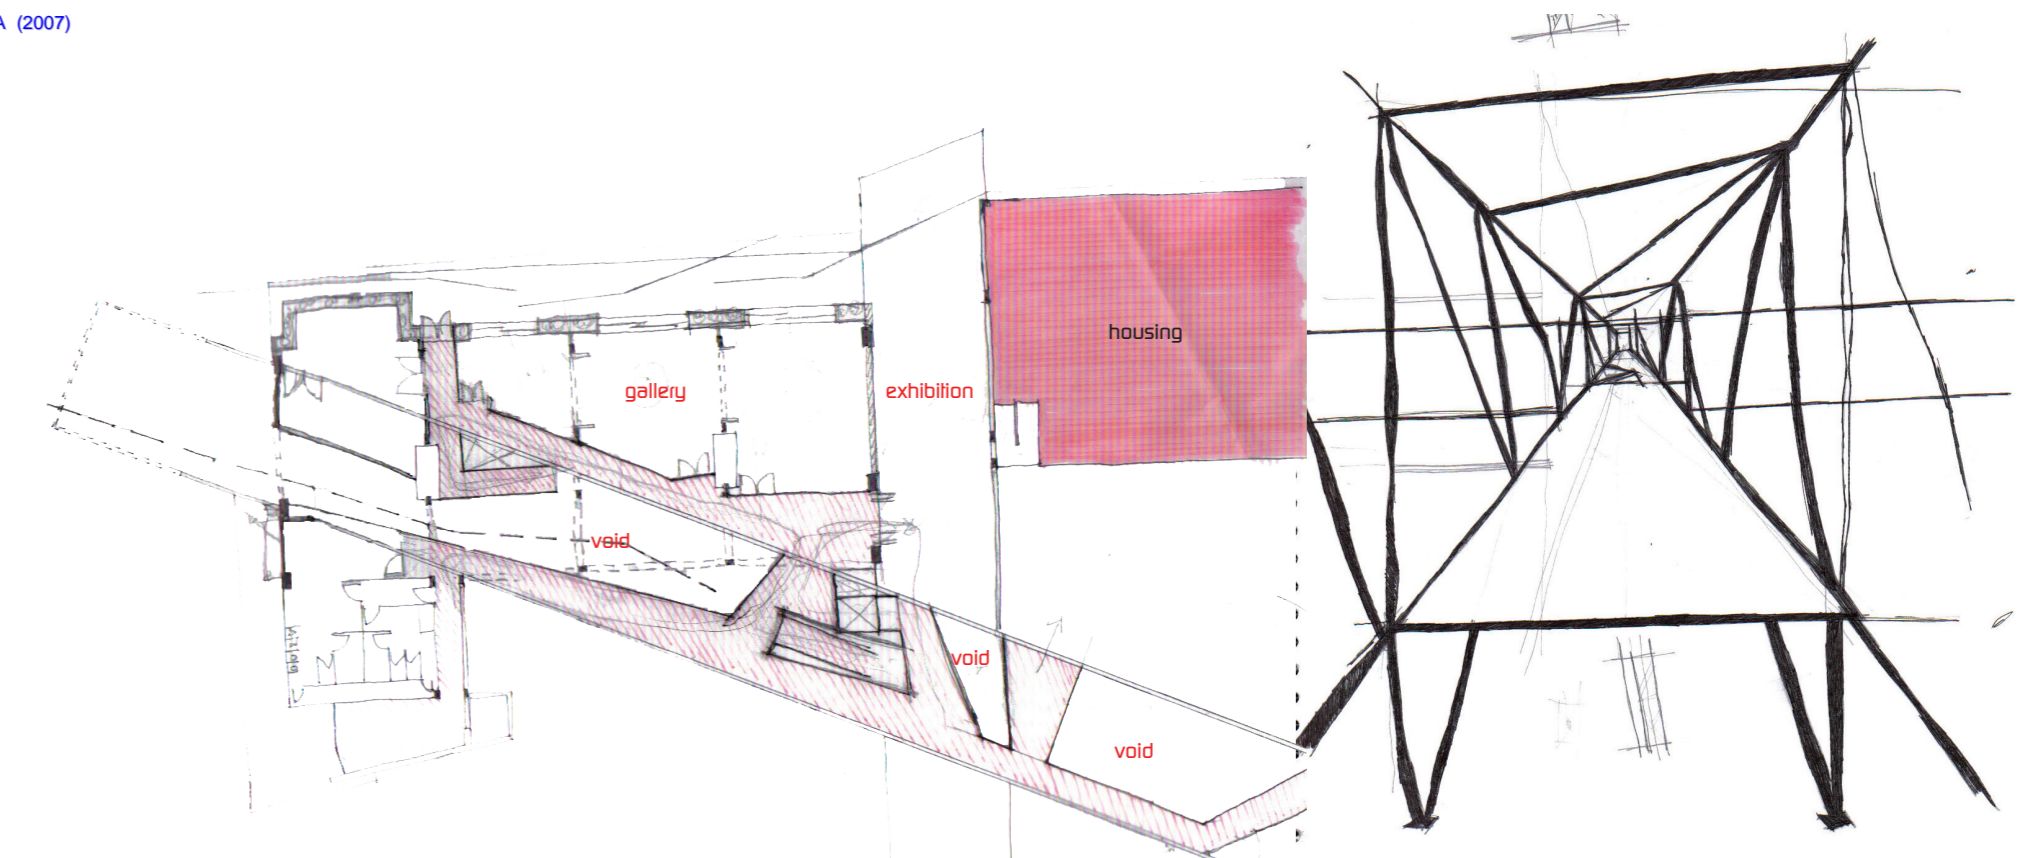 A (2007)
housing
gallery
exhibition
void
void
void